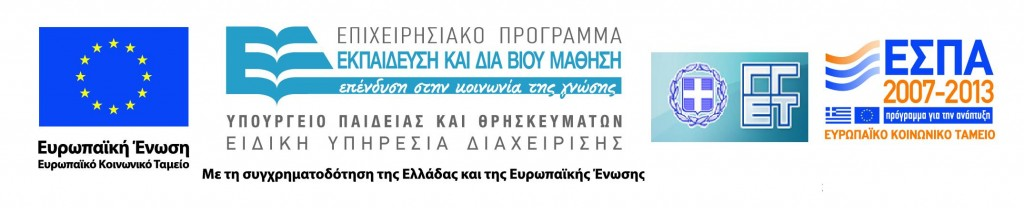 Ευρωπαϊκή Ένωση
Ευρωπαϊκό Κοινωνικό Ταμείο
ΕΠΙΧΕΙΡΗΣΙΑΚΟ ΠΡΟΓΡΑΜΜΑ
ΕΚΠΑΙΔΕΥΣΗ ΚΑΙ ΔΙΑ ΒΙΟΥ ΜΑΘΗΣΗ
επένδυση στην κοινωνία της γνώσης
ΥΠΟΥΡΓΕΙΟ ΠΑΙΔΕΙΑΣ ΚΑΙ ΘΡΗΣΚΕΥΜΑΤΩΝ
ΕΙΔΙΚΗ ΥΠΗΡΕΣΙΑ ΔΙΑΧΕΙΡΙΣΗΣ
Με τη συγχρηματοδότηση της Ελλάδας και της Ευρωπαϊκής Ένωσης
ΓΓ
ΕΤ
ΕΣΠΑ
2007-2013
πρόγραμμα για την ανάπτυξη
ΕΥΡΩΠΑΪΚΟ ΚΟΙΝΩΝΙΚΟ ΤΑΜΕΙΟ